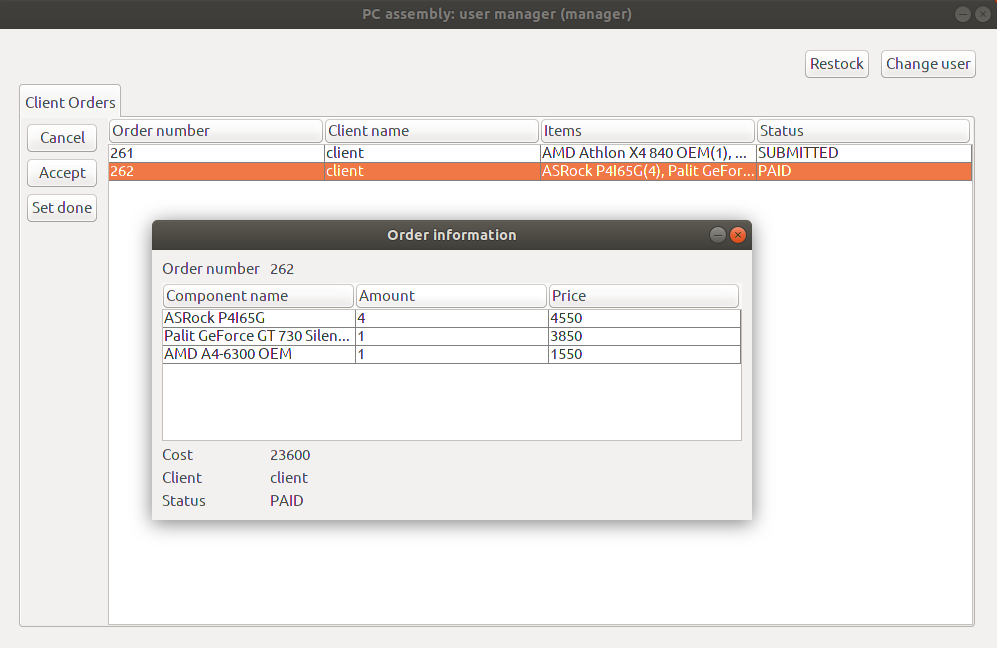 PC assembly: user manager (manager)
Restock Change user
Client Orders
Cancel
Accept
Set done
Order number Client name Items Status
261 client AMD Athlon X4 840 OEM(1), ... SUBMITTED
262 client ASRock P4I65G(4), Palit GeFor... PAID
Order information
Order number 262
Component name Amount Price
ASRock P4I65G 4 4550
Palit GeForce GT 730 Silen... 1 3850
AMD A4-6300 OEM 1 1550
Cost 23600
Client client
Status PAID